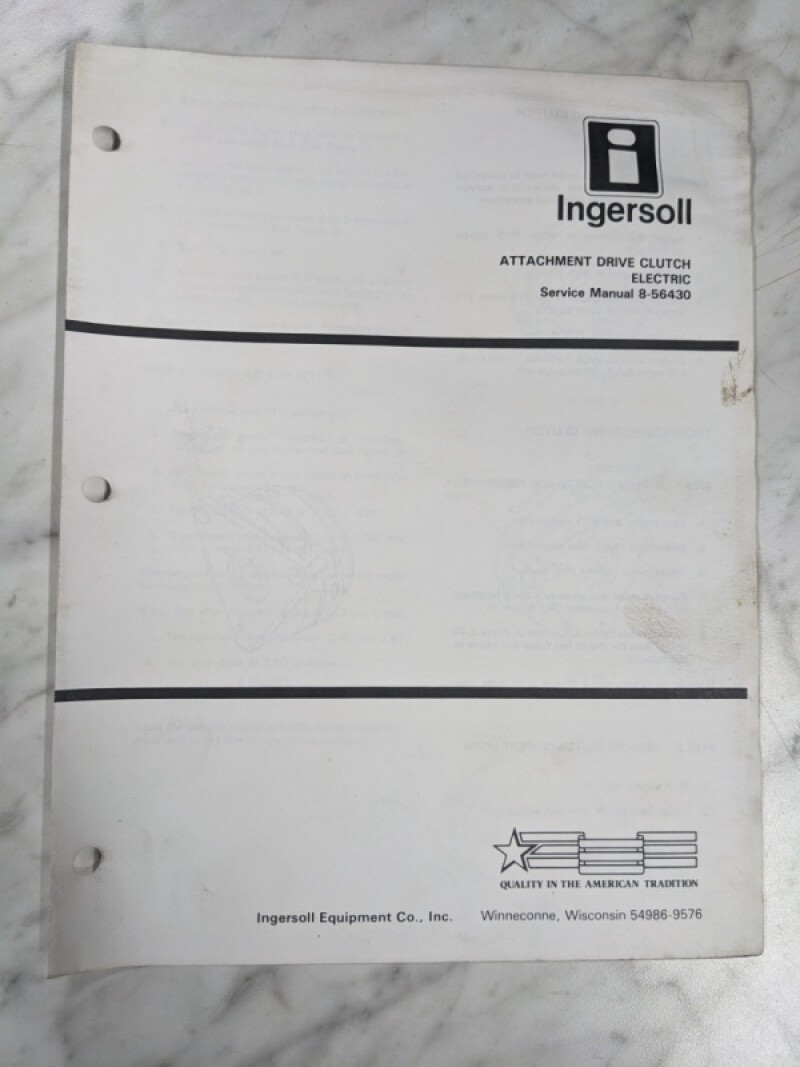 Ingersoll
ATTACHMENT DRIVE CLUTCH
ELECTRIC
Service Manual 8-56430
QUALITY IN THE AMERICAN TRADITION
Ingersoll Equipment Co., Inc. Winneconne, Wisconsin 54986-9576